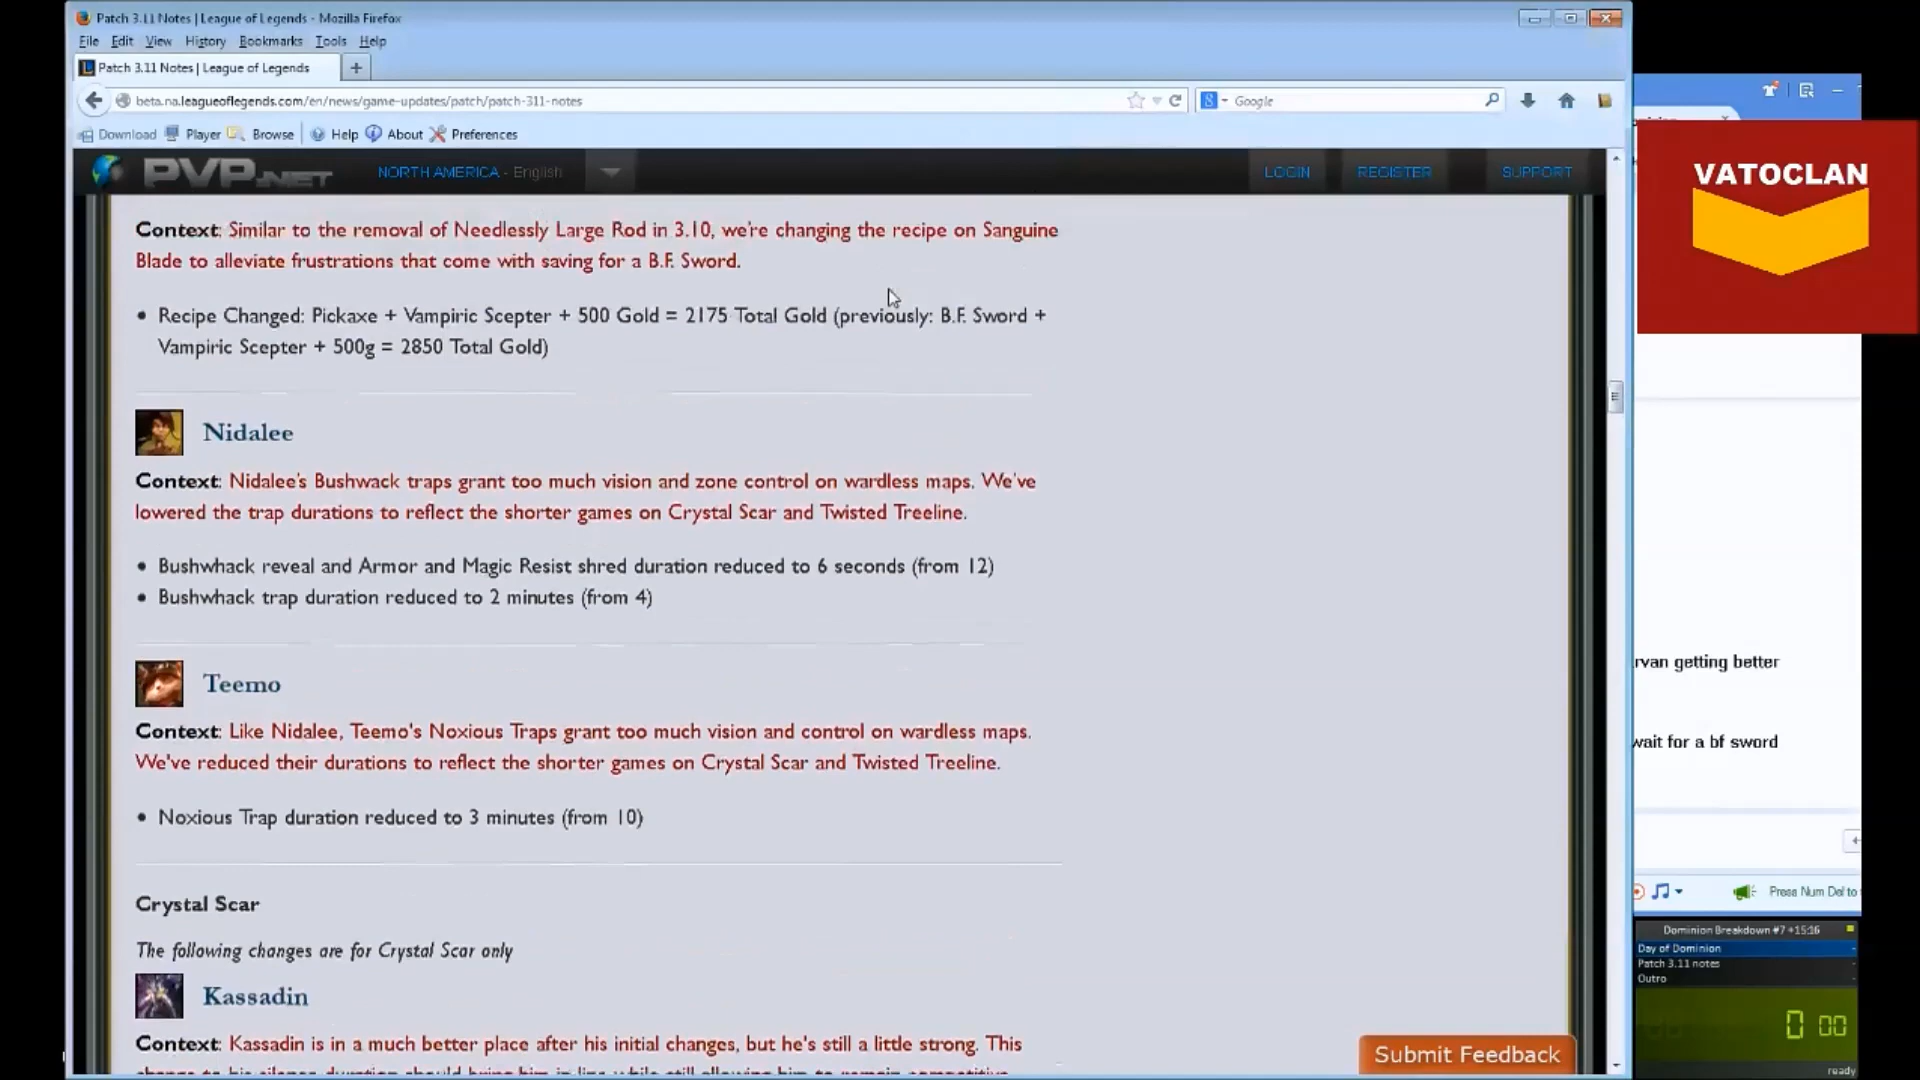 Patch 3.11 Notes | League of Legends - Mozilla Firefox
File Edit View History Bookmarks Tools Help
Patch 3.11 Notes | League of Legends
beta.na.leagueoflegends.com/en/news/game-updates/patch/patch-311-notes
Google
Download Player Browse Help About Preferences
PVP.NET
NORTH AMERICA - English
LOGIN REGISTER SUPPORT
VATOCLAN
Context: Similar to the removal of Needlessly Large Rod in 3.10, we're changing the recipe on Sanguine
Blade to alleviate frustrations that come with saving for a B.F. Sword.
• Recipe Changed: Pickaxe + Vampiric Scepter + 500 Gold = 2175 Total Gold (previously: B.F. Sword +
Vampiric Scepter + 500g = 2850 Total Gold)
Nidalee
Context: Nidalee's Bushwack traps grant too much vision and zone control on wardless maps. We've
lowered the trap durations to reflect the shorter games on Crystal Scar and Twisted Treeline.
• Bushwhack reveal and Armor and Magic Resist shred duration reduced to 6 seconds (from 12)
• Bushwhack trap duration reduced to 2 minutes (from 4)
Teemo
Context: Like Nidalee, Teemo's Noxious Traps grant too much vision and control on wardless maps.
We've reduced their durations to reflect the shorter games on Crystal Scar and Twisted Treeline.
• Noxious Trap duration reduced to 3 minutes (from 10)
Crystal Scar
The following changes are for Crystal Scar only
Kassadin
Context: Kassadin is in a much better place after his initial changes, but he's still a little strong. This
Submit Feedback
rvan getting better
wait for a bf sword
Press Num Del to
Dominion Breakdown #7 +15:16
Day of Dominion
Patch 3.11 notes
Outro
0 00
ready